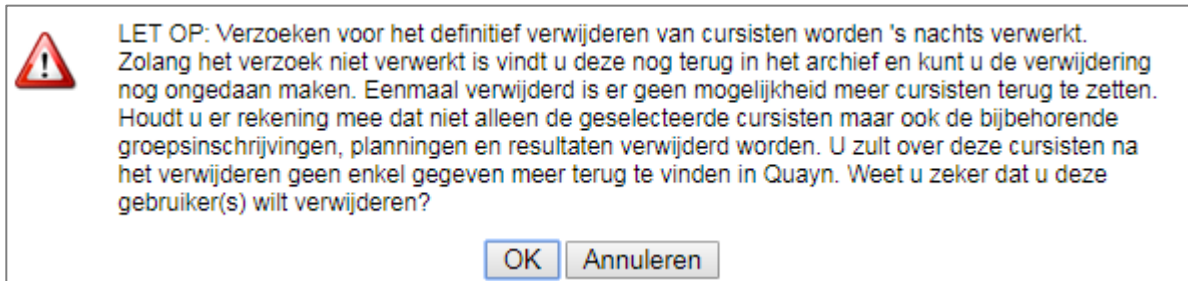 LET OP: Verzoeken voor het definitief verwijderen van cursisten worden 's nachts verwerkt.
Zolang het verzoek niet verwerkt is vindt u deze nog terug in het archief en kunt u de verwijdering
nog ongedaan maken. Eenmaal verwijderd is er geen mogelijkheid meer cursisten terug te zetten.
Houdt u er rekening mee dat niet alleen de geselecteerde cursisten maar ook de bijbehorende
groepsinschrijvingen, planningen en resultaten verwijderd worden. U zult over deze cursisten na
het verwijderen geen enkel gegeven meer terug te vinden in Quayn. Weet u zeker dat u deze
gebruiker(s) wilt verwijderen?
OK Annuleren